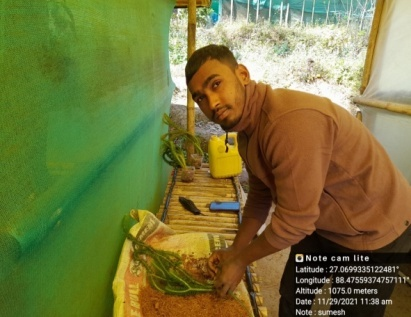 Note cam lite
Latitude : 27.0699335122481°
Longitude : 88.47559374757111°
Altitude : 1075.0 meters
Date : 11/29/2021 11:38 am
Note : sumesh